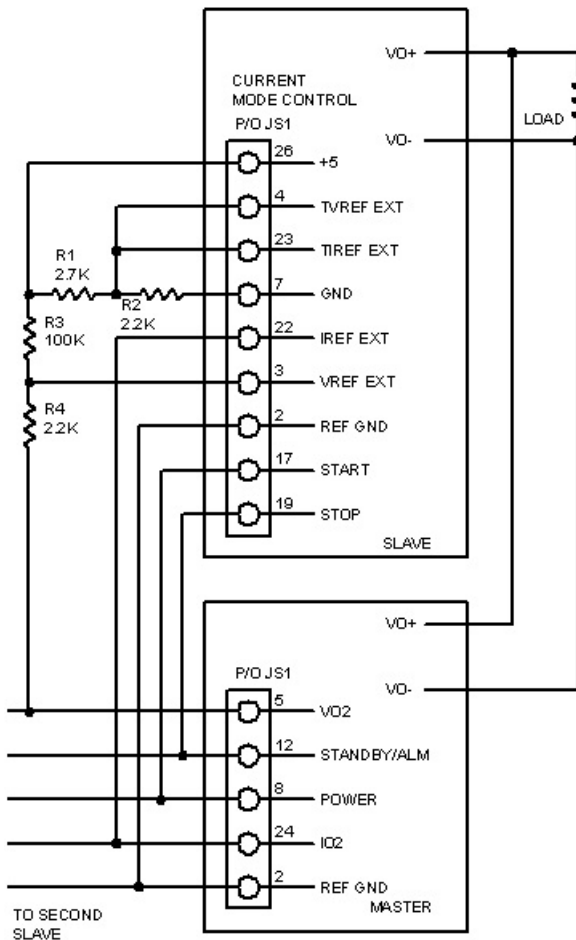 VO+
CURRENT
MODE CONTROL
LOAD
P/O JS1
VO-
26 +5
4 TVREF EXT
23 TIREF EXT
R1
2.7K
7 GND
R2
2.2K
R3
100K
22 IREF EXT
3 VREF EXT
R4
2.2K
2 REF GND
17 START
19 STOP
SLAVE
VO+
P/O JS1
VO-
5 VO2
12 STANDBY/ALM
8 POWER
24 IO2
2 REF GND
MASTER
TO SECOND
SLAVE